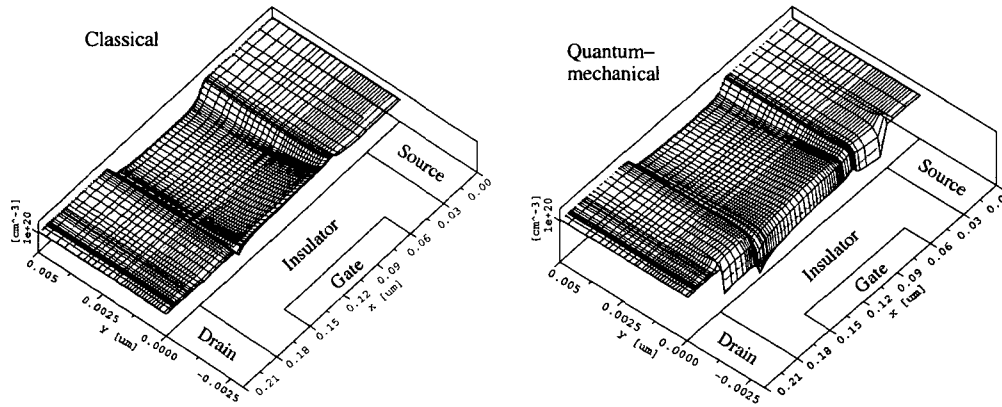 Classical
Source
Insulator
Gate
Drain
[cm^-3]
1e+20
0.005
0.0025
0.0000
-0.0025
y [um]
0.21
0.18
0.15
0.12
0.09
0.06
0.03
0.00
x [um]
Quantum–
mechanical
Source
Insulator
Gate
Drain
[cm^-3]
1e+20
0.005
0.0025
0.0000
-0.0025
y [um]
0.21
0.18
0.15
0.12
0.09
0.06
0.03
0.00
x [um]